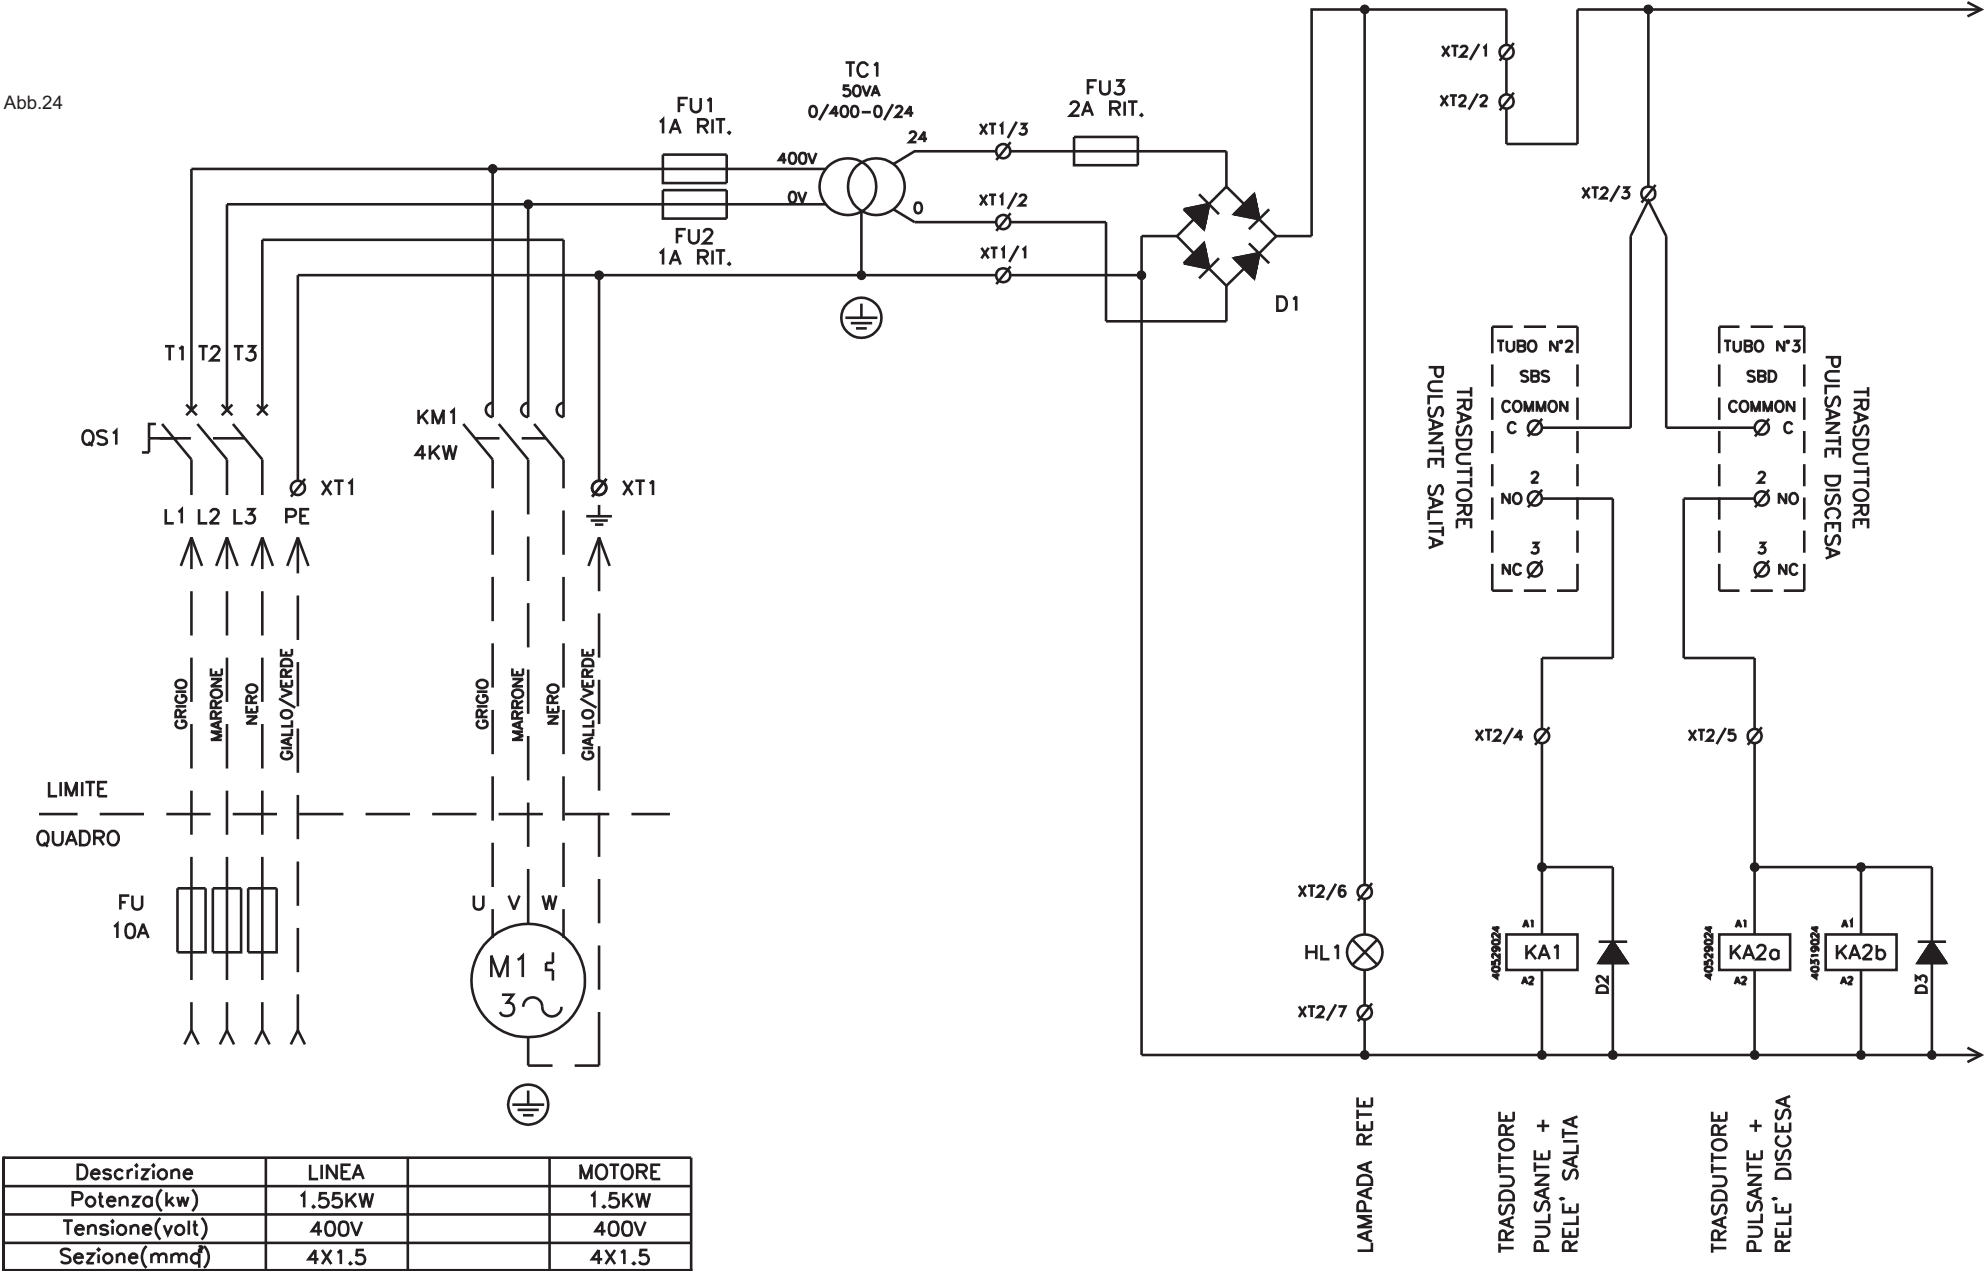 Abb.24
TC1
50VA
0/400-0/24
FU1
1A RIT.
400V
0V
24
0
FU2
1A RIT.
XT1/3
XT1/2
XT1/1
FU3
2A RIT.
D1
XT2/1
XT2/2
XT2/3
T1 T2 T3
QS1
XT1
L1 L2 L3 PE
KM1
4KW
XT1
TRASDUTTORE
PULSANTE SALITA
TUBO N°2
SBS
COMMON
C
2
NO
3
NC
TUBO N°3
SBD
COMMON
C
2
NO
3
NC
TRASDUTTORE
PULSANTE DISCESA
GRIGIO
MARRONE
NERO
GIALLO/VERDE
GRIGIO
MARRONE
NERO
GIALLO/VERDE
LIMITE
QUADRO
FU
10A
U V W
M1
3
XT2/4
XT2/5
XT2/6
HL1
XT2/7
40529024
A1
KA1
A2
D2
40529024
A1
KA2a
A2
40319024
A1
KA2b
A2
D3
LAMPADA RETE
TRASDUTTORE
PULSANTE +
RELE' SALITA
TRASDUTTORE
PULSANTE +
RELE' DISCESA
Descrizione LINEA MOTORE
Potenza(kw) 1.55KW 1.5KW
Tensione(volt) 400V 400V
Sezione(mmq²) 4X1.5 4X1.5